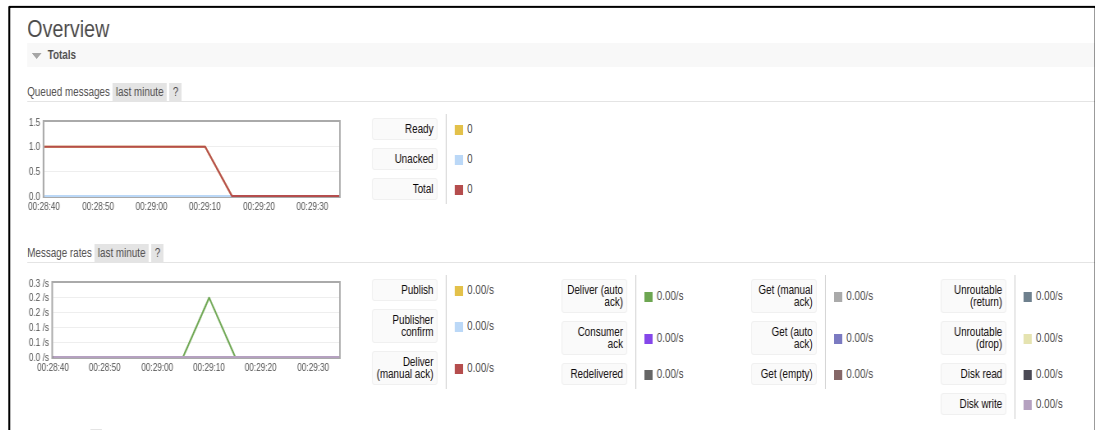 Overview
Totals
Queued messages last minute ?
1.5
1.0
0.5
0.0
00:28:40 00:28:50 00:29:00 00:29:10 00:29:20 00:29:30
Ready 0
Unacked 0
Total 0
Message rates last minute ?
0.3 /s
0.2 /s
0.2 /s
0.1 /s
0.1 /s
0.0 /s
00:28:40 00:28:50 00:29:00 00:29:10 00:29:20 00:29:30
Publish 0.00/s
Publisher
confirm 0.00/s
Deliver
(manual ack) 0.00/s
Deliver (auto
ack) 0.00/s
Consumer
ack 0.00/s
Redelivered 0.00/s
Get (manual
ack) 0.00/s
Get (auto
ack) 0.00/s
Get (empty) 0.00/s
Unroutable
(return) 0.00/s
Unroutable
(drop) 0.00/s
Disk read 0.00/s
Disk write 0.00/s